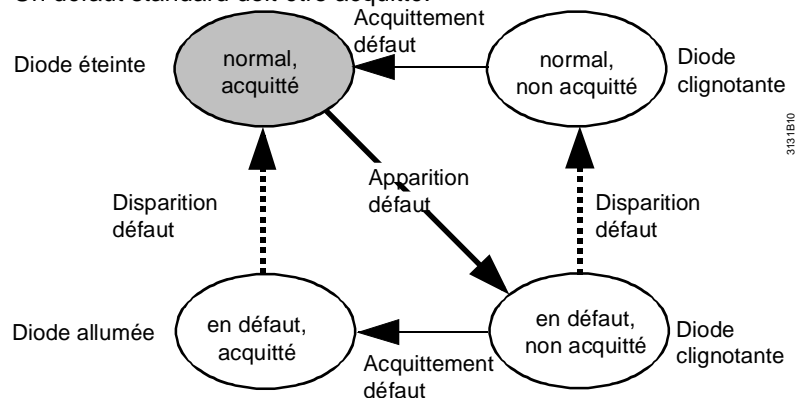 Un défaut standard doit être acquitté.
Acquittement
défaut
Diode éteinte
normal,
acquitté
normal,
non acquitté
Diode
clignotante
3131B10
Disparition
défaut
Apparition
défaut
Disparition
défaut
Diode allumée
en défaut,
acquitté
en défaut,
non acquitté
Diode
clignotante
Acquittement
défaut